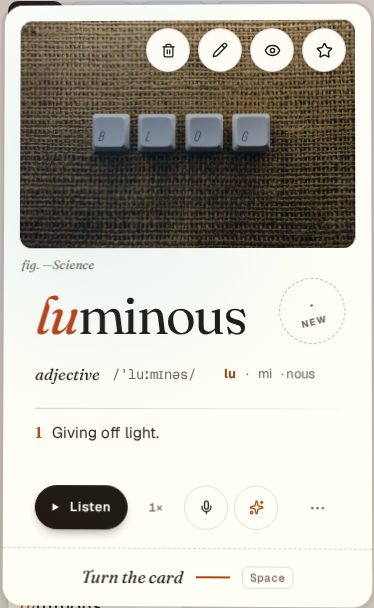 B L O G
fig. —Science
luminous
NEW
adjective /ˈluːmɪnəs/ lu · mi · nous
1 Giving off light.
Listen 1×
Turn the card Space